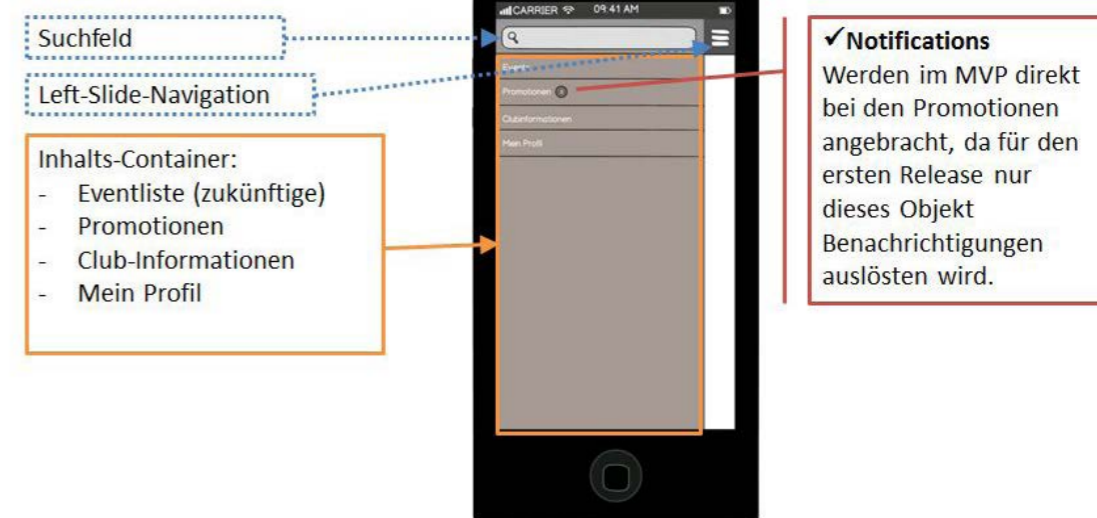 Suchfeld
Left-Slide-Navigation
Inhalts-Container:
- Eventliste (zukünftige)
- Promotionen
- Club-Informationen
- Mein Profil
CARRIER 09:41 AM
Events
Promotionen
Clubinformationen
Mein Profil
✓Notifications
Werden im MVP direkt
bei den Promotionen
angebracht, da für den
ersten Release nur
dieses Objekt
Benachrichtigungen
auslösten wird.